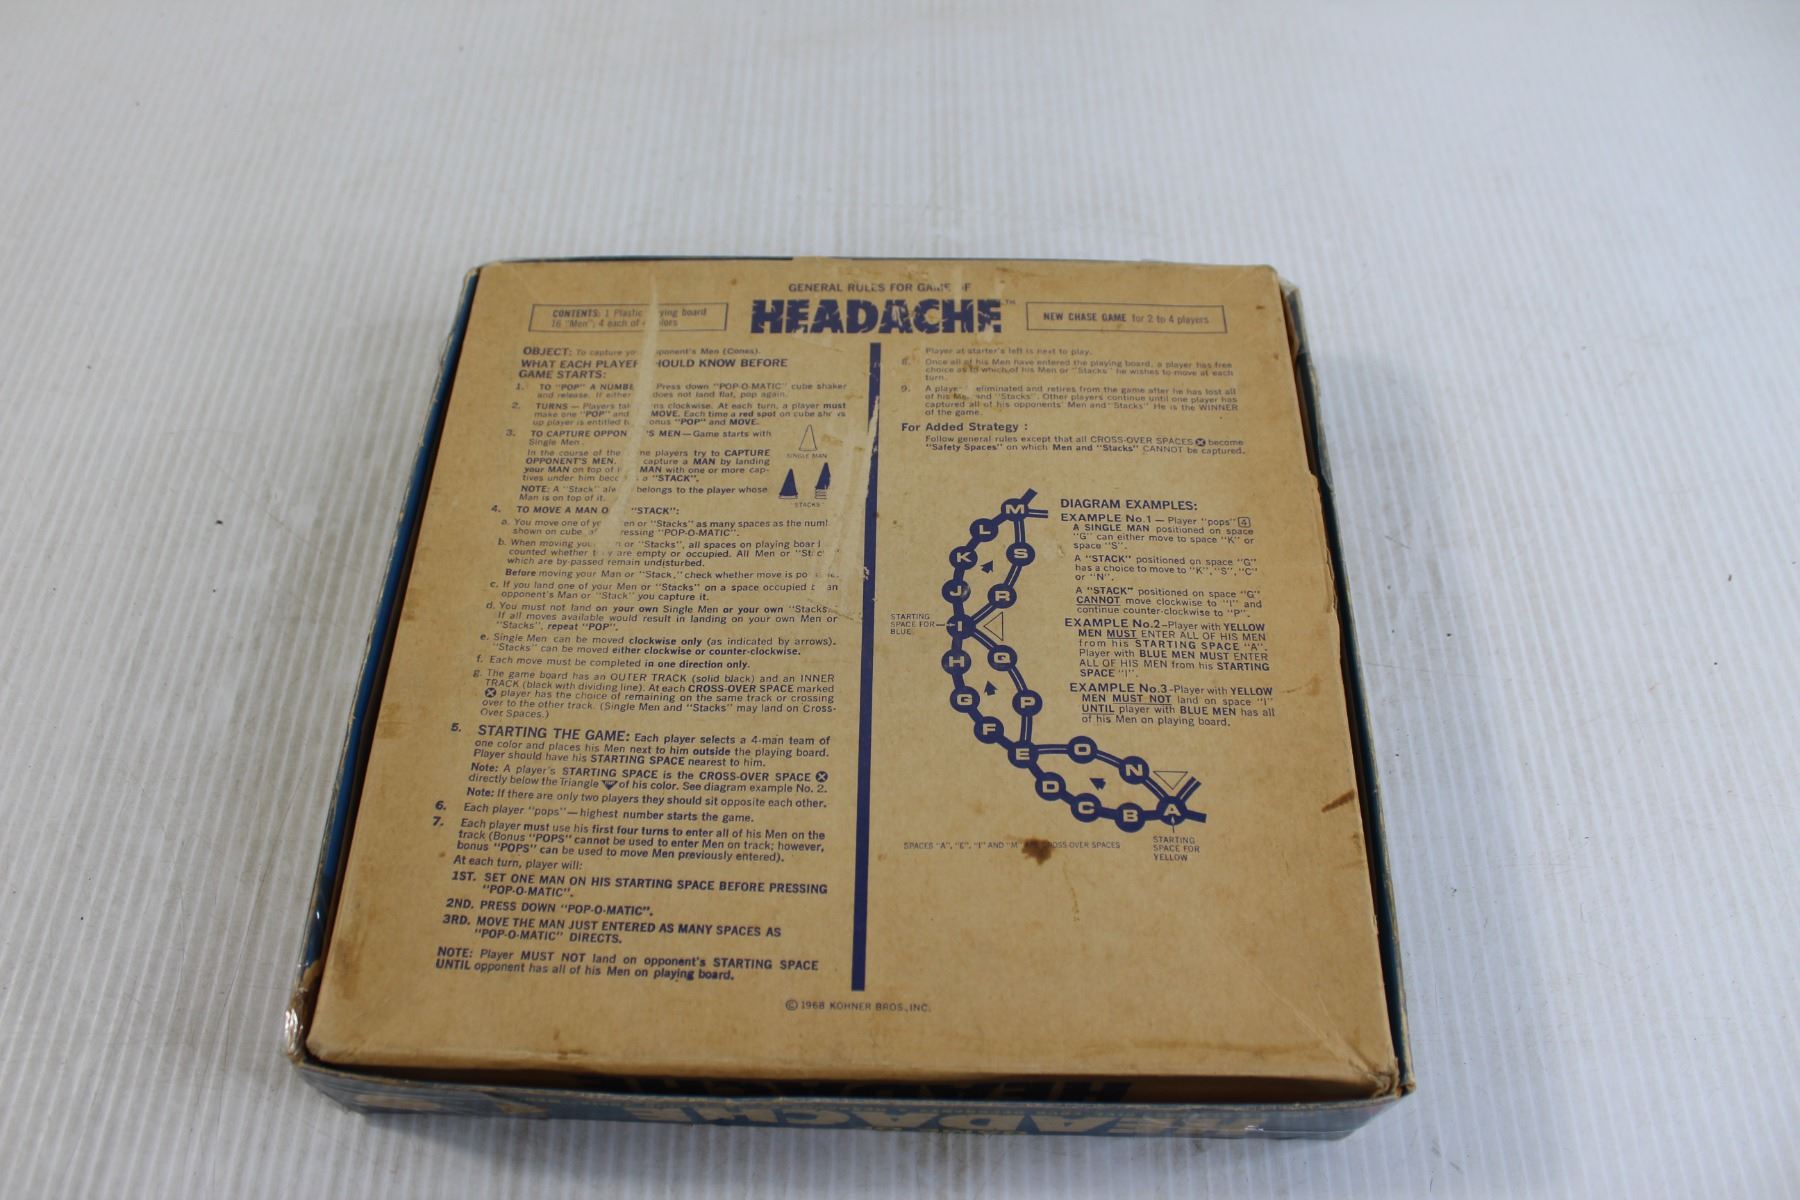 GENERAL RULES FOR GAME OF
HEADACHE™
CONTENTS: 1 Plastic ying board
16 "Men"; 4 each of
NEW CHASE GAME for 2 to 4 players
OBJECT: To capture yo ponent's Men (Cones).
WHAT EACH PLAYER HOULD KNOW BEFORE
GAME STARTS:
1. TO "POP" A NUMBE Press down "POP-O-MATIC" cube shaker
and release. If either does not land flat, pop again.
2. TURNS — Players ta ns clockwise. At each turn, a player must
make one "POP" and MOVE. Each time a red spot on cube sh s
up player is entitled t onus "POP" and MOVE.
3. TO CAPTURE OPPON 'S MEN — Game starts with
Single Men.
In the course of the ne players try to CAPTURE
OPPONENT'S MEN. capture a MAN by landing
your MAN on top of MAN with one or more cap-
tives under him bec a "STACK".
NOTE: A "Stack" alw belongs to the player whose
Man is on top of it.
SINGLE MAN
STACKS
4. TO MOVE A MAN O "STACK":
a. You move one of yo en or "Stacks" as many spaces as the num
shown on cube a ressing "POP-O-MATIC".
b. When moving you n or "Stacks", all spaces on playing boar
counted whether t y are empty or occupied. All Men or "St c
which are by-passed remain undisturbed.
Before moving your Man or "Stack," check whether move is po
c. If you land one of your Men or "Stacks" on a space occupied an
opponent's Man or "Stack" you capture it.
d. You must not land on your own Single Men or your own "Stacks.
If all moves available would result in landing on your own Men or
"Stacks", repeat "POP".
e. Single Men can be moved clockwise only (as indicated by arrows).
"Stacks" can be moved either clockwise or counter-clockwise.
f. Each move must be completed in one direction only.
g. The game board has an OUTER TRACK (solid black) and an INNER
TRACK (black with dividing line). At each CROSS-OVER SPACE marked
ⓧ player has the choice of remaining on the same track or crossing
over to the other track. (Single Men and "Stacks" may land on Cross-
Over Spaces.)
5. STARTING THE GAME: Each player selects a 4-man team of
one color and places his Men next to him outside the playing board.
Player should have his STARTING SPACE nearest to him.
Note: A player's STARTING SPACE is the CROSS-OVER SPACE ⓧ
directly below the Triangle ▼ of his color. See diagram example No. 2.
Note: If there are only two players they should sit opposite each other.
6. Each player "pops" — highest number starts the game.
7. Each player must use his first four turns to enter all of his Men on the
track (Bonus "POPS" cannot be used to enter Men on track; however,
bonus "POPS" can be used to move Men previously entered).
At each turn, player will:
1ST. SET ONE MAN ON HIS STARTING SPACE BEFORE PRESSING
"POP-O-MATIC".
2ND. PRESS DOWN "POP-O-MATIC".
3RD. MOVE THE MAN JUST ENTERED AS MANY SPACES AS
"POP-O-MATIC" DIRECTS.
NOTE: Player MUST NOT land on opponent's STARTING SPACE
UNTIL opponent has all of his Men on playing board.
Player at starter's left is next to play.
8. Once all of his Men have entered the playing board, a player has free
choice as to which of his Men or "Stacks" he wishes to move at each
turn.
9. A playe eliminated and retires from the game after he has lost all
of his Me and "Stacks". Other players continue until one player has
captured all of his opponents' Men and "Stacks" He is the WINNER
of the game.
For Added Strategy :
Follow general rules except that all CROSS-OVER SPACES ⓧ become
"Safety Spaces" on which Men and "Stacks" CANNOT be captured.
DIAGRAM EXAMPLES:
EXAMPLE No.1 — Player "pops" 4
A SINGLE MAN positioned on space
"G" can either move to space "K" or
space "S".
A "STACK" positioned on space "G"
has a choice to move to "K", "S", "C"
or "N".
A "STACK" positioned on space "G"
CANNOT move clockwise to "I" and
continue counter-clockwise to "P".
EXAMPLE No.2–Player with YELLOW
MEN MUST ENTER ALL OF HIS MEN
from his STARTING SPACE "A".
Player with BLUE MEN MUST ENTER
ALL OF HIS MEN from his STARTING
SPACE "I".
EXAMPLE No.3-Player with YELLOW
MEN MUST NOT land on space "I"
UNTIL player with BLUE MEN has all
of his Men on playing board.
M
L
S
K
J
R
STARTING
SPACE FOR
BLUE
I
H
Q
G
P
F
E
O
N
D
C
B
A
STARTING
SPACE FOR
YELLOW
SPACES "A", "E", "I" AND "M CROSS-OVER SPACES
© 1968 KOHNER BROS., INC.
HEADACHE
HEADACHE